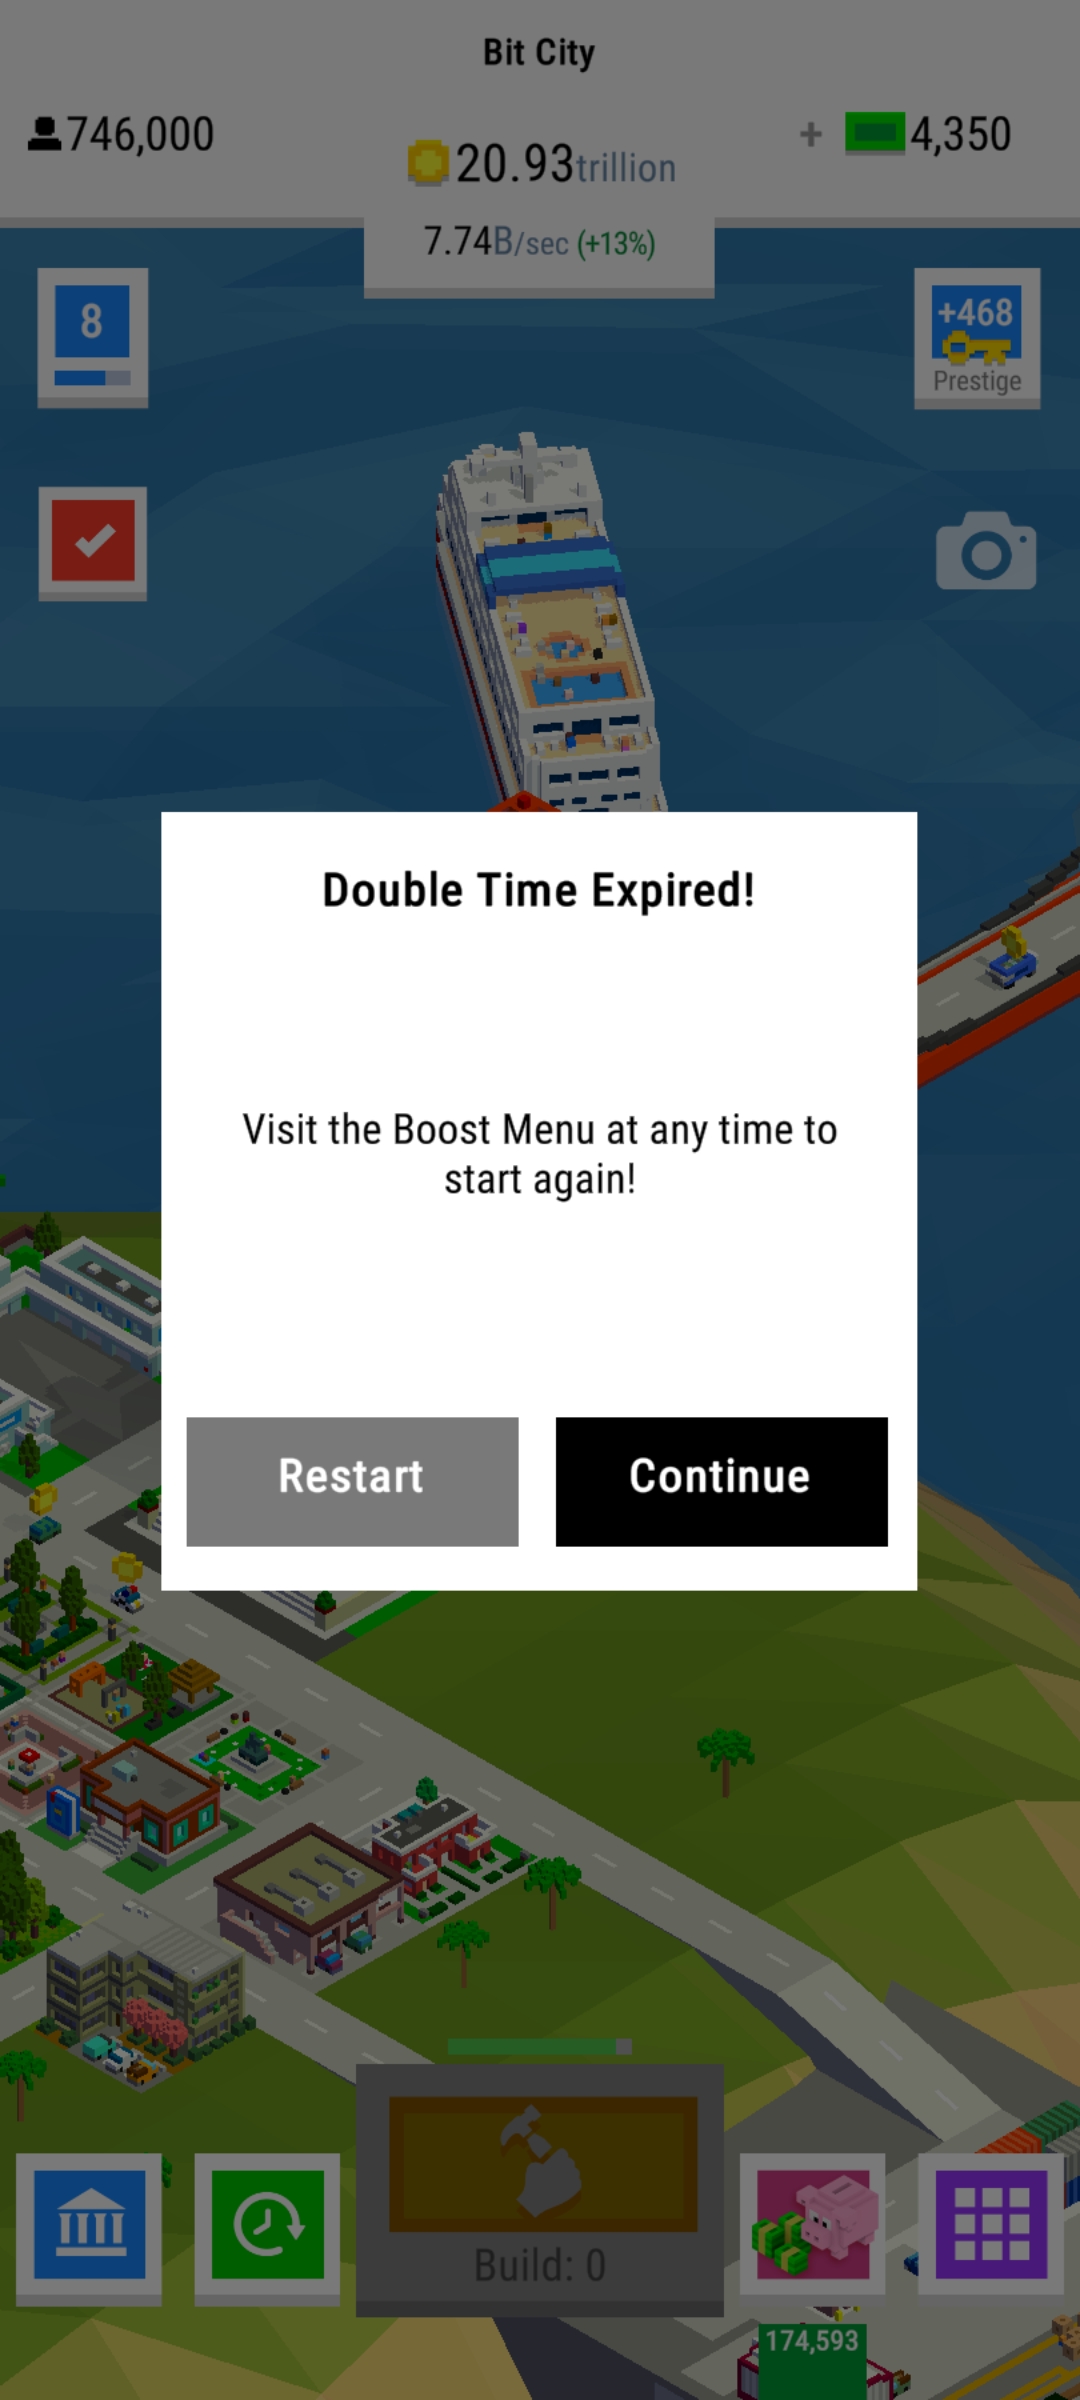 Bit City
746,000
20.93trillion
+ 4,350
7.74B/sec (+13%)
8
+468
Prestige
Double Time Expired!
Visit the Boost Menu at any time to
start again!
Restart
Continue
Build: 0
174,593